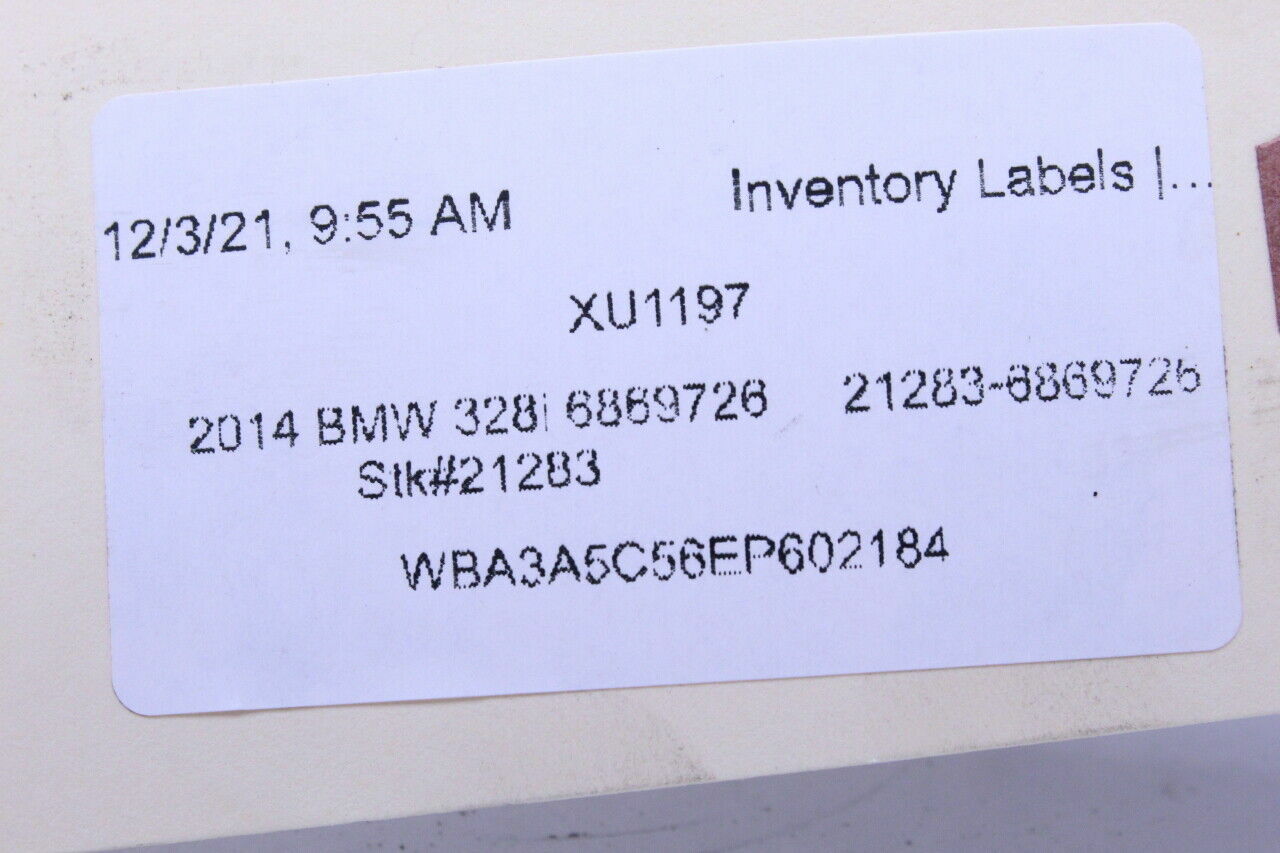 12/3/21, 9:55 AM Inventory Labels |...
XU1197
2014 BMW 328i 6869726 21283-6869726
Stk#21283
WBA3A5C56EP602184